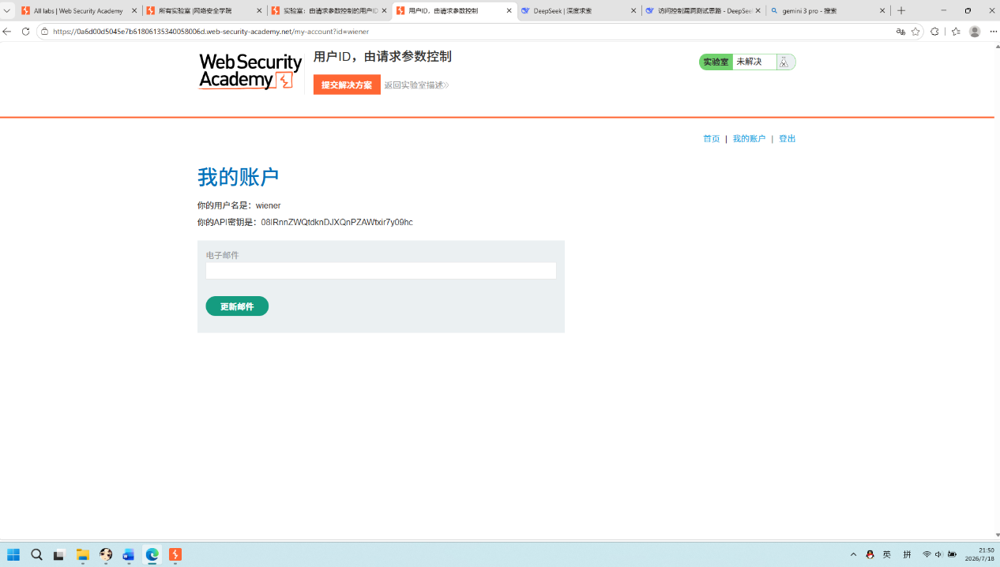 All labs | Web Security Academy
所有实验室 |网络安全学院
实验室：由请求参数控制的用户ID
用户ID，由请求参数控制
DeepSeek | 深度求索
访问控制漏洞测试思路 - DeepSee
gemini 3 pro - 搜索
https://0a6d00d5045e7b61806135340058006d.web-security-academy.net/my-account?id=wiener
Web Security
Academy
用户ID，由请求参数控制
提交解决方案
返回实验室描述
实验室
未解决
首页 | 我的账户 | 登出
我的账户
你的用户名是：wiener
你的API密钥是：08IRnnZWQtdknDJXQnPZAWtxir7y09hc
电子邮件
更新邮件
英
拼
21:50
2026/7/18